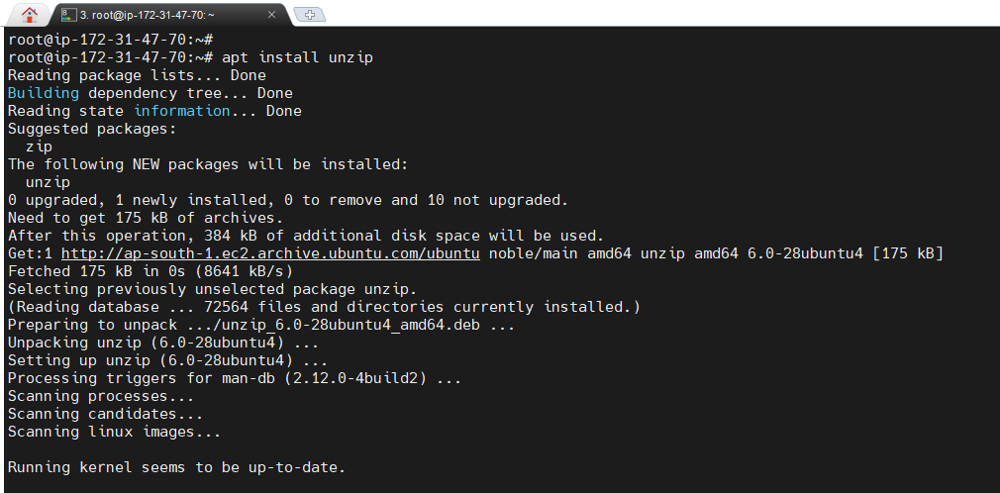 3. root@ip-172-31-47-70: ~
root@ip-172-31-47-70:~#
root@ip-172-31-47-70:~# apt install unzip
Reading package lists... Done
Building dependency tree... Done
Reading state information... Done
Suggested packages:
  zip
The following NEW packages will be installed:
  unzip
0 upgraded, 1 newly installed, 0 to remove and 10 not upgraded.
Need to get 175 kB of archives.
After this operation, 384 kB of additional disk space will be used.
Get:1 http://ap-south-1.ec2.archive.ubuntu.com/ubuntu noble/main amd64 unzip amd64 6.0-28ubuntu4 [175 kB]
Fetched 175 kB in 0s (8641 kB/s)
Selecting previously unselected package unzip.
(Reading database ... 72564 files and directories currently installed.)
Preparing to unpack .../unzip_6.0-28ubuntu4_amd64.deb ...
Unpacking unzip (6.0-28ubuntu4) ...
Setting up unzip (6.0-28ubuntu4) ...
Processing triggers for man-db (2.12.0-4build2) ...
Scanning processes...
Scanning candidates...
Scanning linux images...
Running kernel seems to be up-to-date.